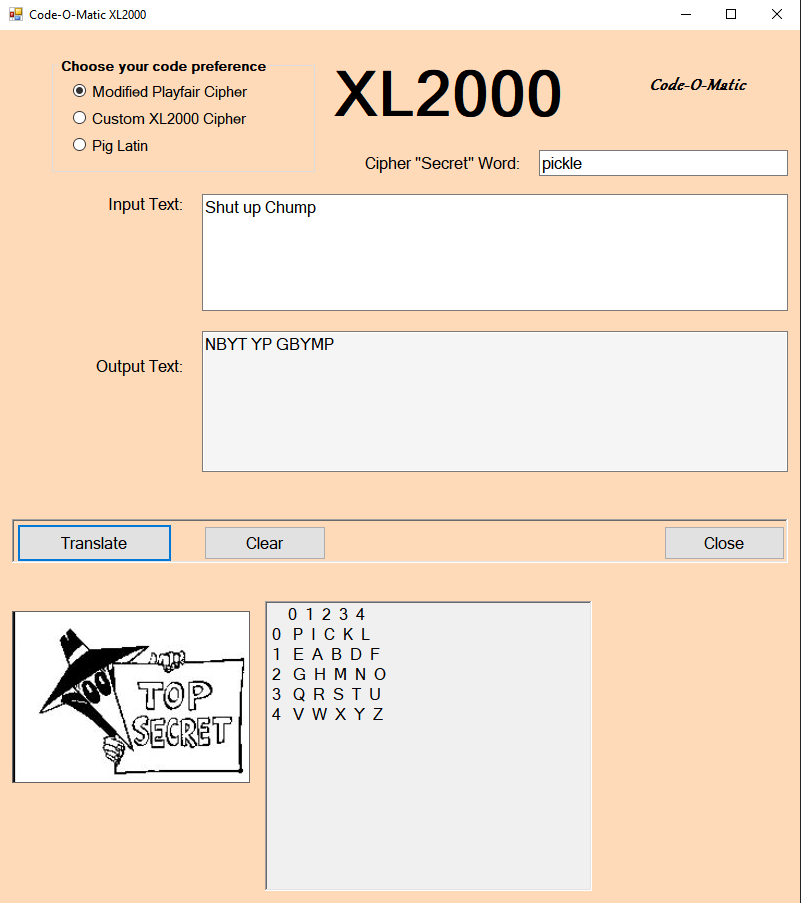 Code-O-Matic XL2000
Choose your code preference
Modified Playfair Cipher
Custom XL2000 Cipher
Pig Latin
XL2000
Code-O-Matic
Cipher "Secret" Word:
pickle
Input Text:
Shut up Chump
Output Text:
NBYT YP GBYMP
Translate
Clear
Close
TOP
SECRET
0 1 2 3 4
0 P I C K L
1 E A B D F
2 G H M N O
3 Q R S T U
4 V W X Y Z